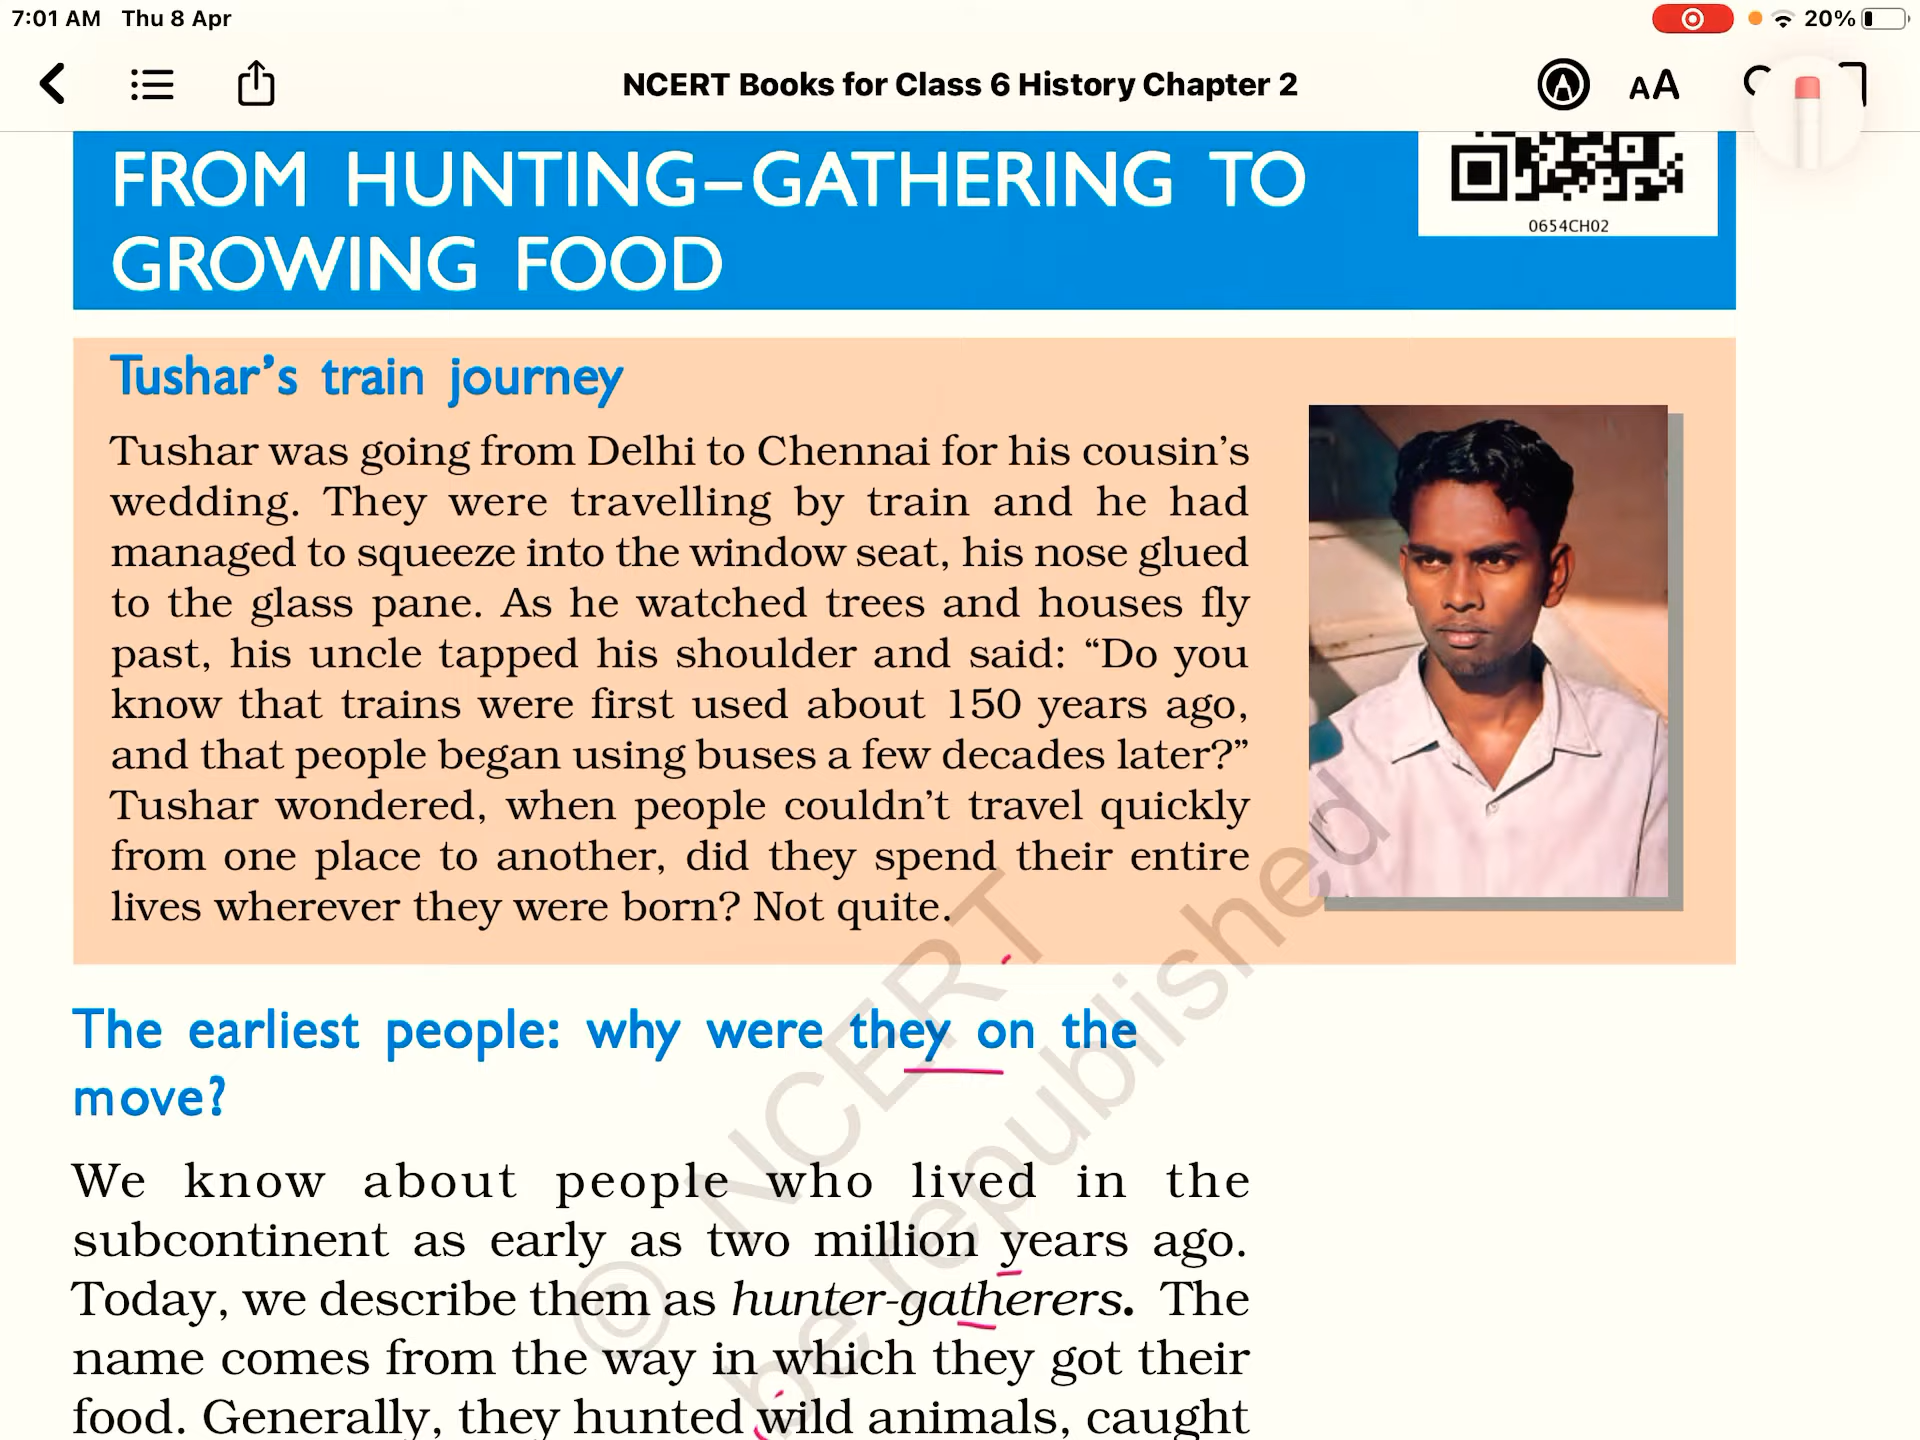 7:01 AM Thu 8 Apr
20%
NCERT Books for Class 6 History Chapter 2
AA
FROM HUNTING–GATHERING TO
GROWING FOOD
0654CH02
Tushar’s train journey
Tushar was going from Delhi to Chennai for his cousin’s
wedding. They were travelling by train and he had
managed to squeeze into the window seat, his nose glued
to the glass pane. As he watched trees and houses fly
past, his uncle tapped his shoulder and said: “Do you
know that trains were first used about 150 years ago,
and that people began using buses a few decades later?”
Tushar wondered, when people couldn’t travel quickly
from one place to another, did they spend their entire
lives wherever they were born? Not quite.
The earliest people: why were they on the
move?
We know about people who lived in the
subcontinent as early as two million years ago.
Today, we describe them as hunter-gatherers. The
name comes from the way in which they got their
food. Generally, they hunted wild animals, caught
© NCERT
be republished